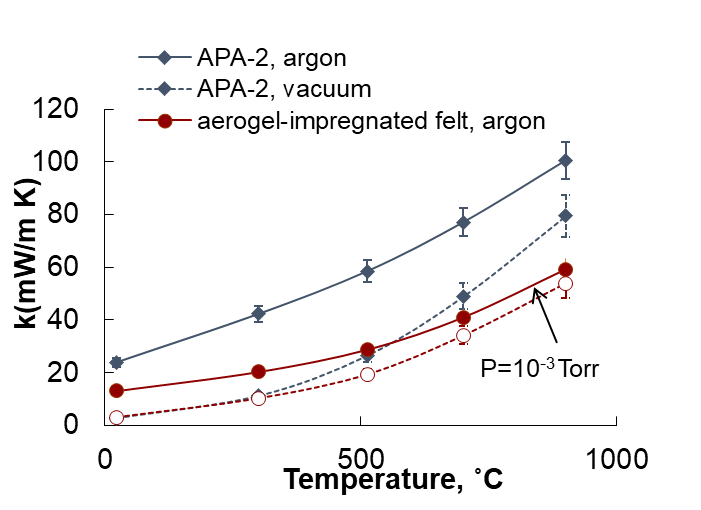 APA-2, argon
APA-2, vacuum
aerogel-impregnated felt, argon
120
100
80
60
40
20
0
k(mW/m K)
P=10-3 Torr
0
500
1000
Temperature, ˚C